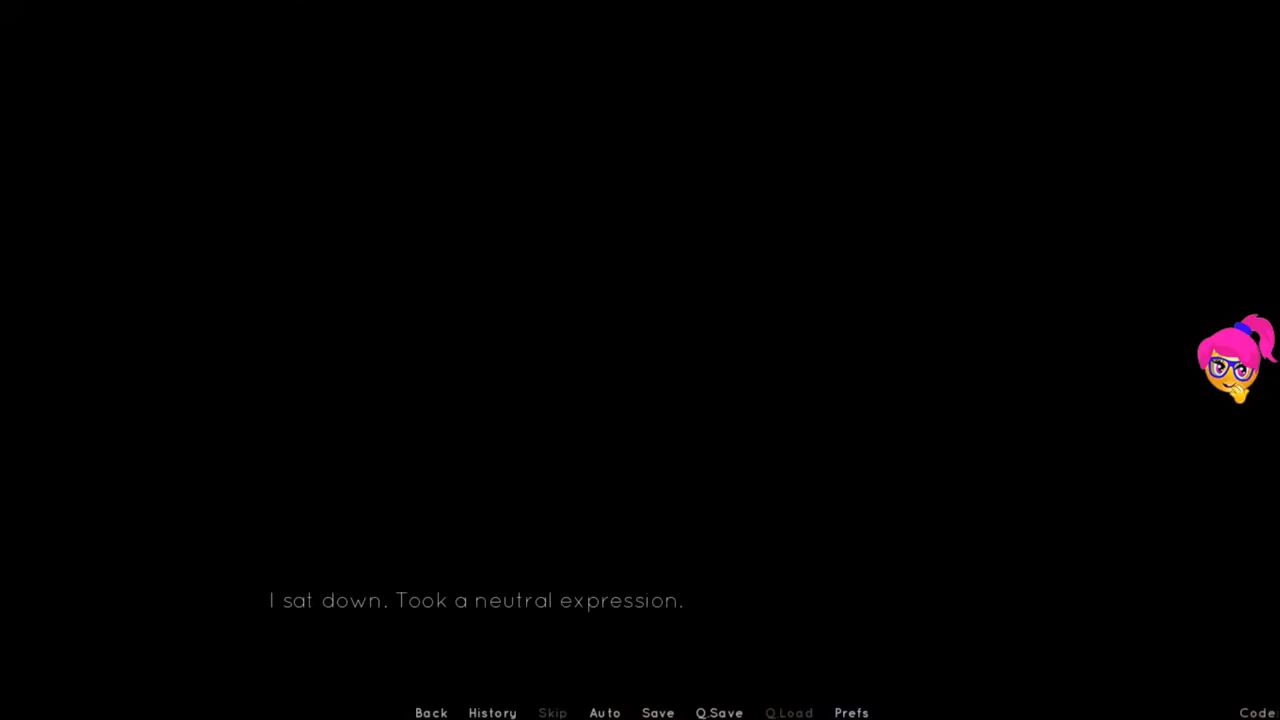 I sat down. Took a neutral expression.
Back History Skip Auto Save Q.Save Q.Load Prefs Code